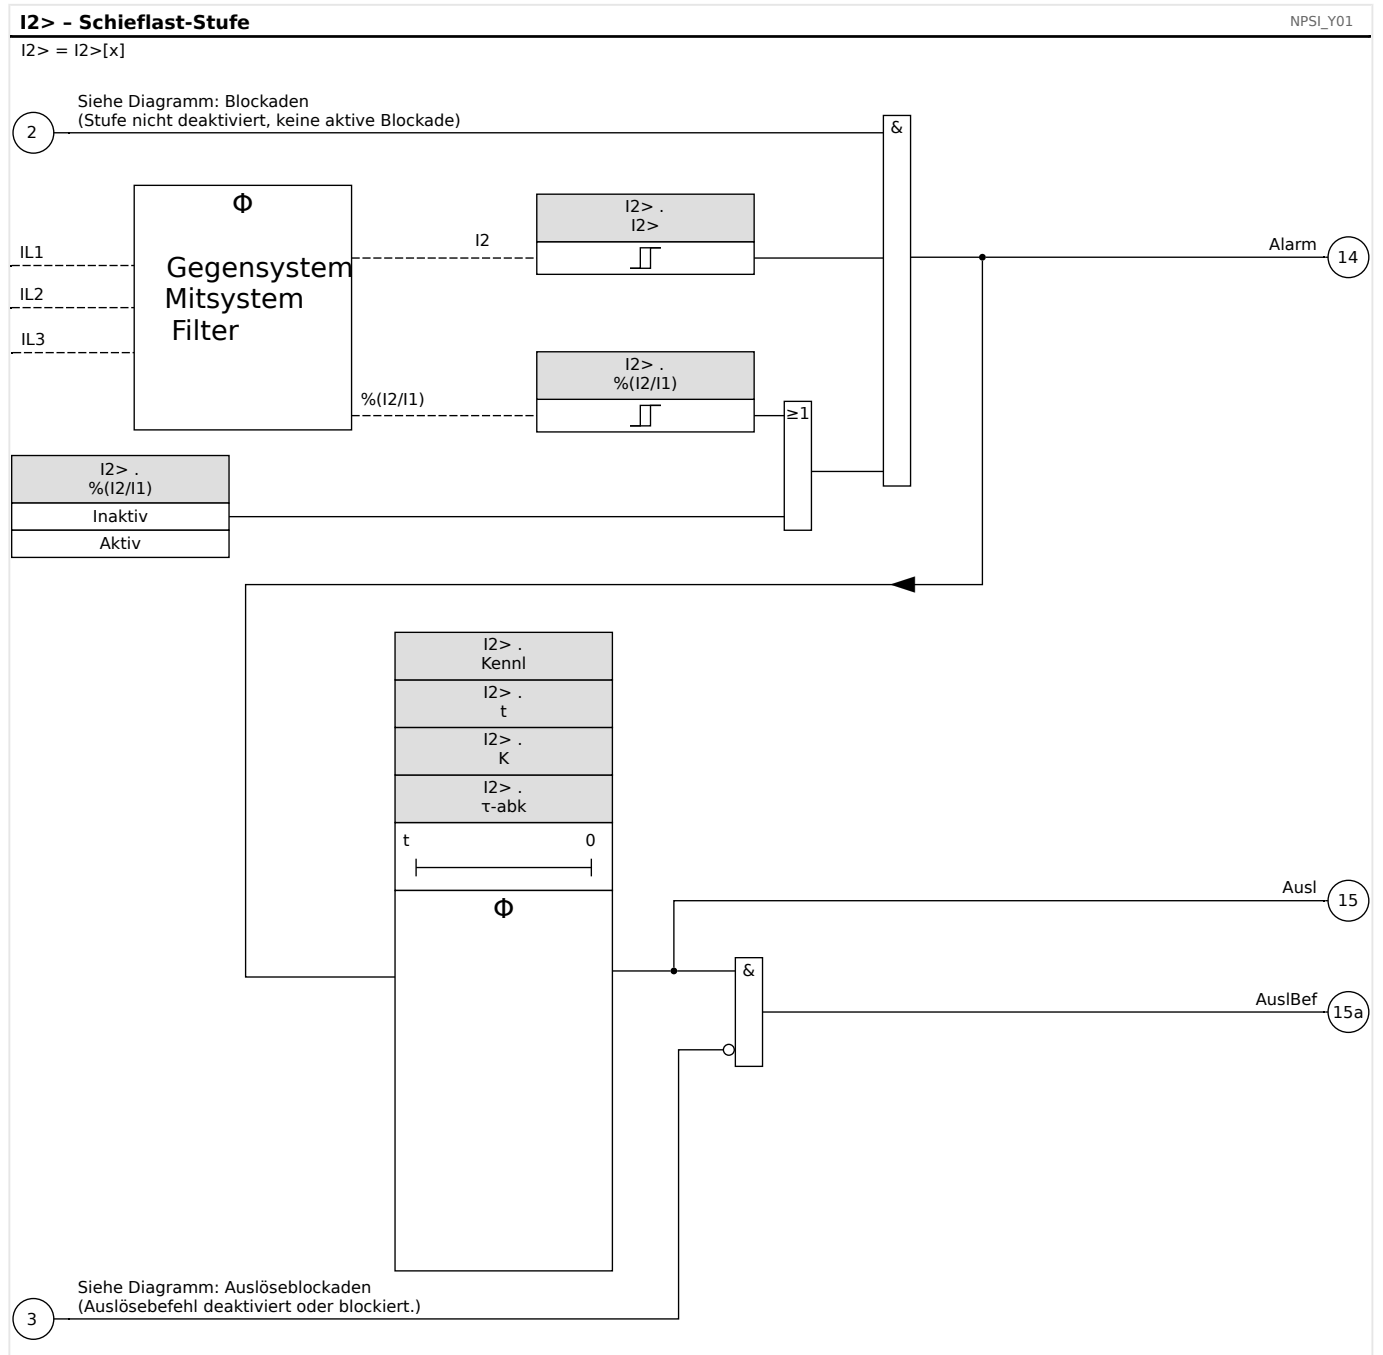 I2> – Schieflast-Stufe
NPSI_Y01
I2> = I2>[x]
Siehe Diagramm: Blockaden
(Stufe nicht deaktiviert, keine aktive Blockade)
2
&
Φ
Gegensystem
Mitsystem
Filter
IL1
IL2
IL3
I2
I2> .
I2>
Alarm
14
%(I2/I1)
I2> .
%(I2/I1)
≥1
I2> .
%(I2/I1)
Inaktiv
Aktiv
I2> .
Kennl
I2> .
t
I2> .
K
I2> .
τ-abk
t 0
Φ
Ausl
15
&
AuslBef
15a
Siehe Diagramm: Auslöseblockaden
(Auslösebefehl deaktiviert oder blockiert.)
3